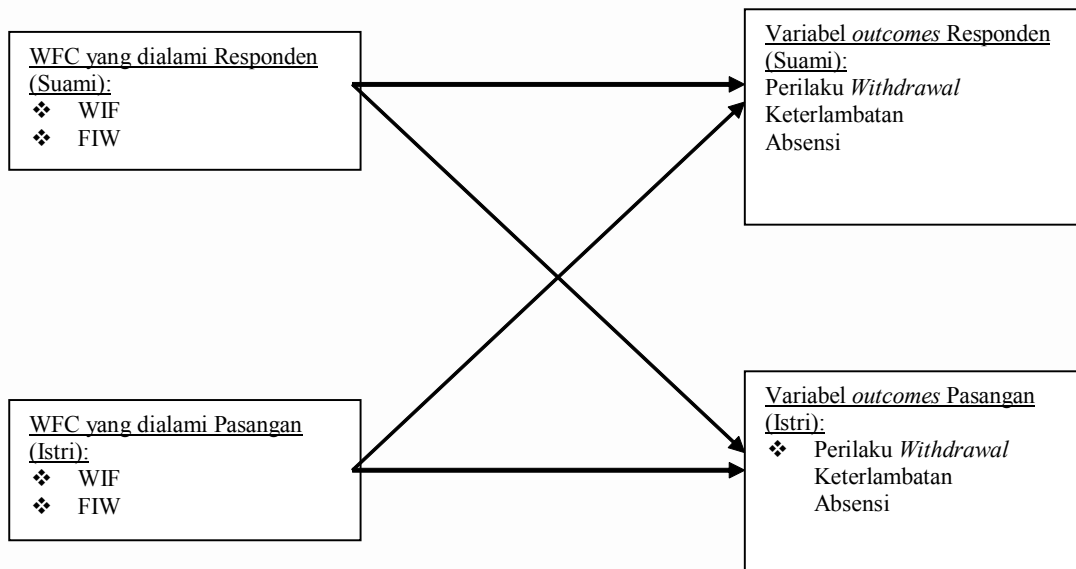 WFC yang dialami Responden
(Suami):
❖ WIF
❖ FIW
Variabel outcomes Responden
(Suami):
Perilaku Withdrawal
Keterlambatan
Absensi
WFC yang dialami Pasangan
(Istri):
❖ WIF
❖ FIW
Variabel outcomes Pasangan
(Istri):
❖ Perilaku Withdrawal
Keterlambatan
Absensi